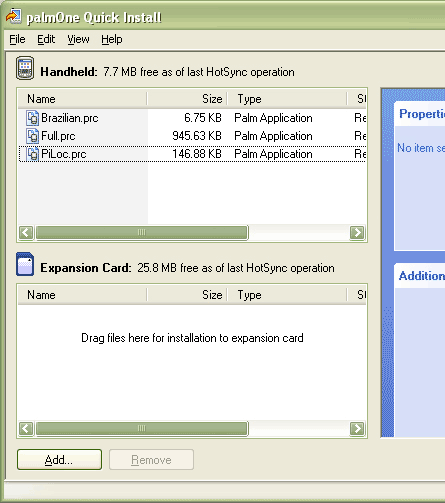 palmOne Quick Install
File Edit View Help
Handheld: 7.7 MB free as of last HotSync operation
Name Size Type
Brazilian.prc 6.75 KB Palm Application Re
Full.prc 945.63 KB Palm Application Re
PiLoc.prc 146.88 KB Palm Application Re
Expansion Card: 25.8 MB free as of last HotSync operation
Name Size Type
Drag files here for installation to expansion card
Add... Remove
Properti
No item se
Addition